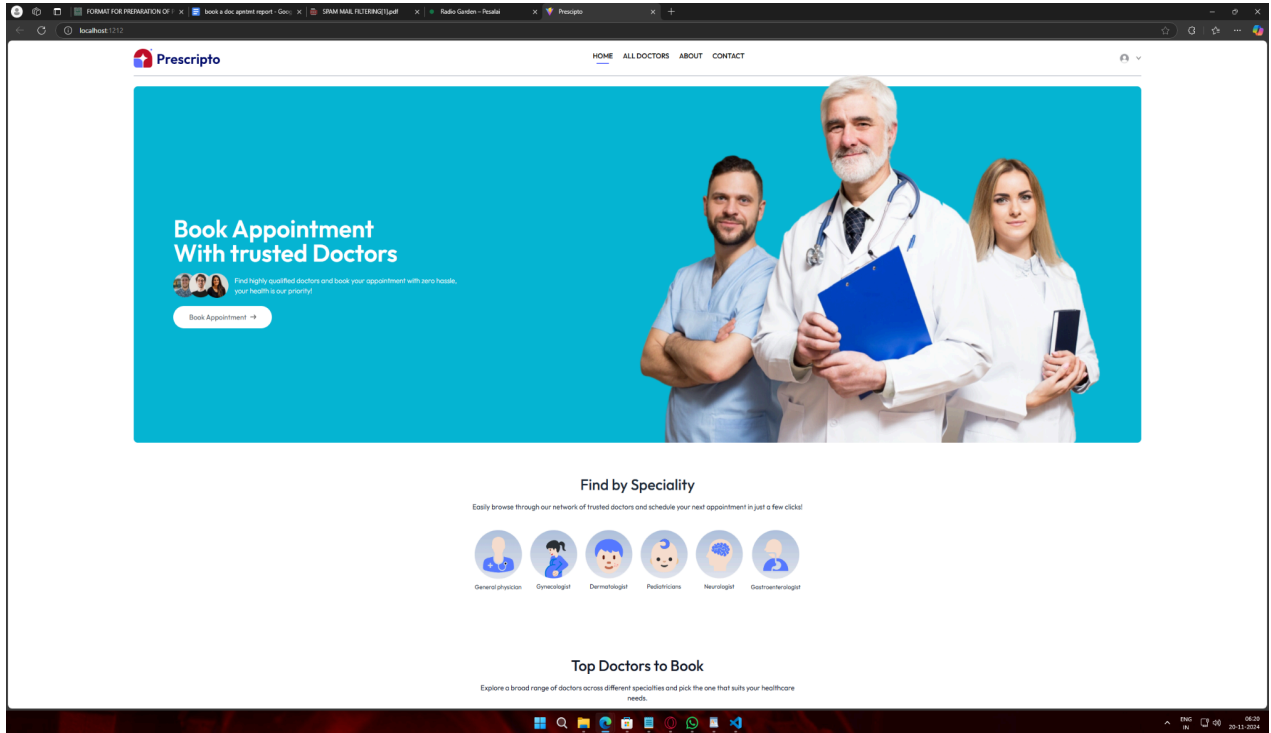 FORMAT FOR PREPARATION OF F
book a doc apntmt report - Goog
SPAM MAIL FILTERING[1].pdf
Radio Garden – Pesalai
Prescipto
localhost:1212
Prescripto
HOME
ALL DOCTORS
ABOUT
CONTACT
Book Appointment
With trusted Doctors
Find highly qualified doctors and book your appointment with zero hassle,
your health is our priority!
Book Appointment →
Find by Speciality
Easily browse through our network of trusted doctors and schedule your next appointment in just a few clicks!
General physician
Gynecologist
Dermatologist
Pediatricians
Neurologist
Gastroenterologist
Top Doctors to Book
Explore a broad range of doctors across different specialties and pick the one that suits your healthcare
needs.
ENG
IN
06:20
20-11-2024